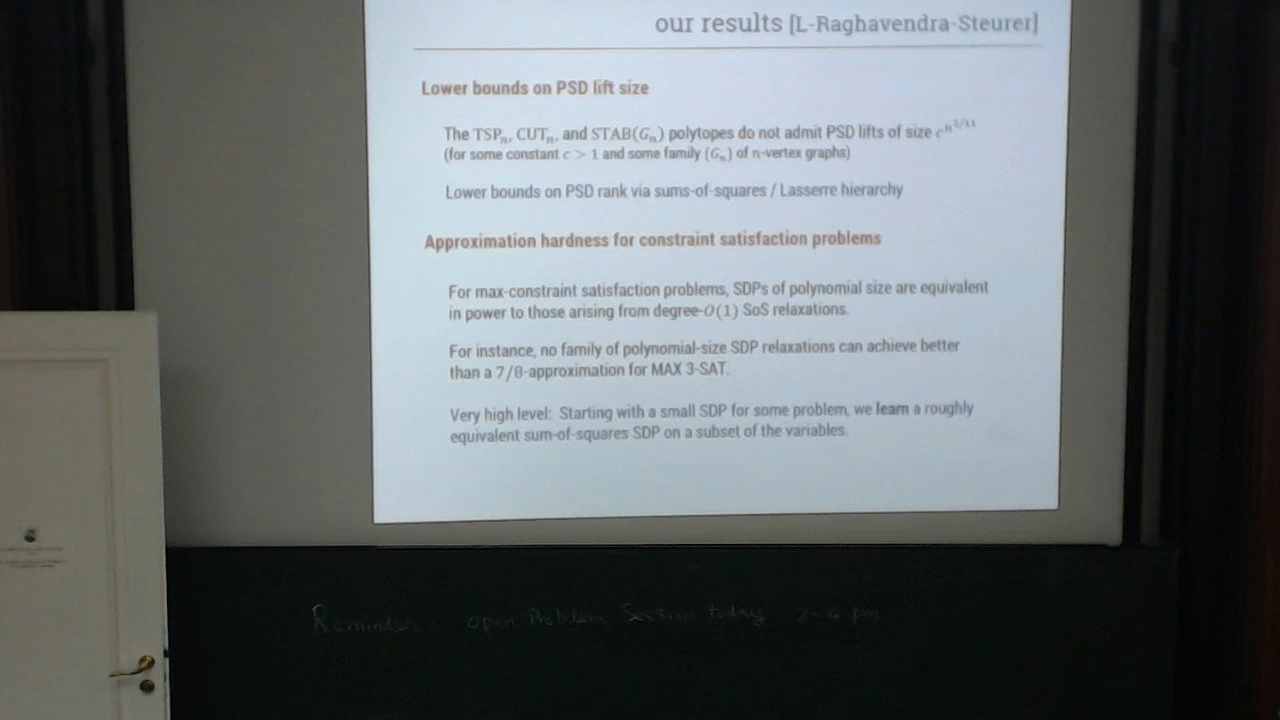 our results [L-Raghavendra-Steurer]
Lower bounds on PSD lift size
The TSPₙ, CUTₙ, and STAB(Gₙ) polytopes do not admit PSD lifts of size c^{n^{2/11}}
(for some constant c > 1 and some family (Gₙ) of n-vertex graphs)
Lower bounds on PSD rank via sums-of-squares / Lasserre hierarchy
Approximation hardness for constraint satisfaction problems
For max-constraint satisfaction problems, SDPs of polynomial size are equivalent
in power to those arising from degree-O(1) SoS relaxations.
For instance, no family of polynomial-size SDP relaxations can achieve better
than a 7/8-approximation for MAX 3-SAT.
Very high level: Starting with a small SDP for some problem, we learn a roughly
equivalent sum-of-squares SDP on a subset of the variables.
Reminder: Open Problem Session today 2-4 pm